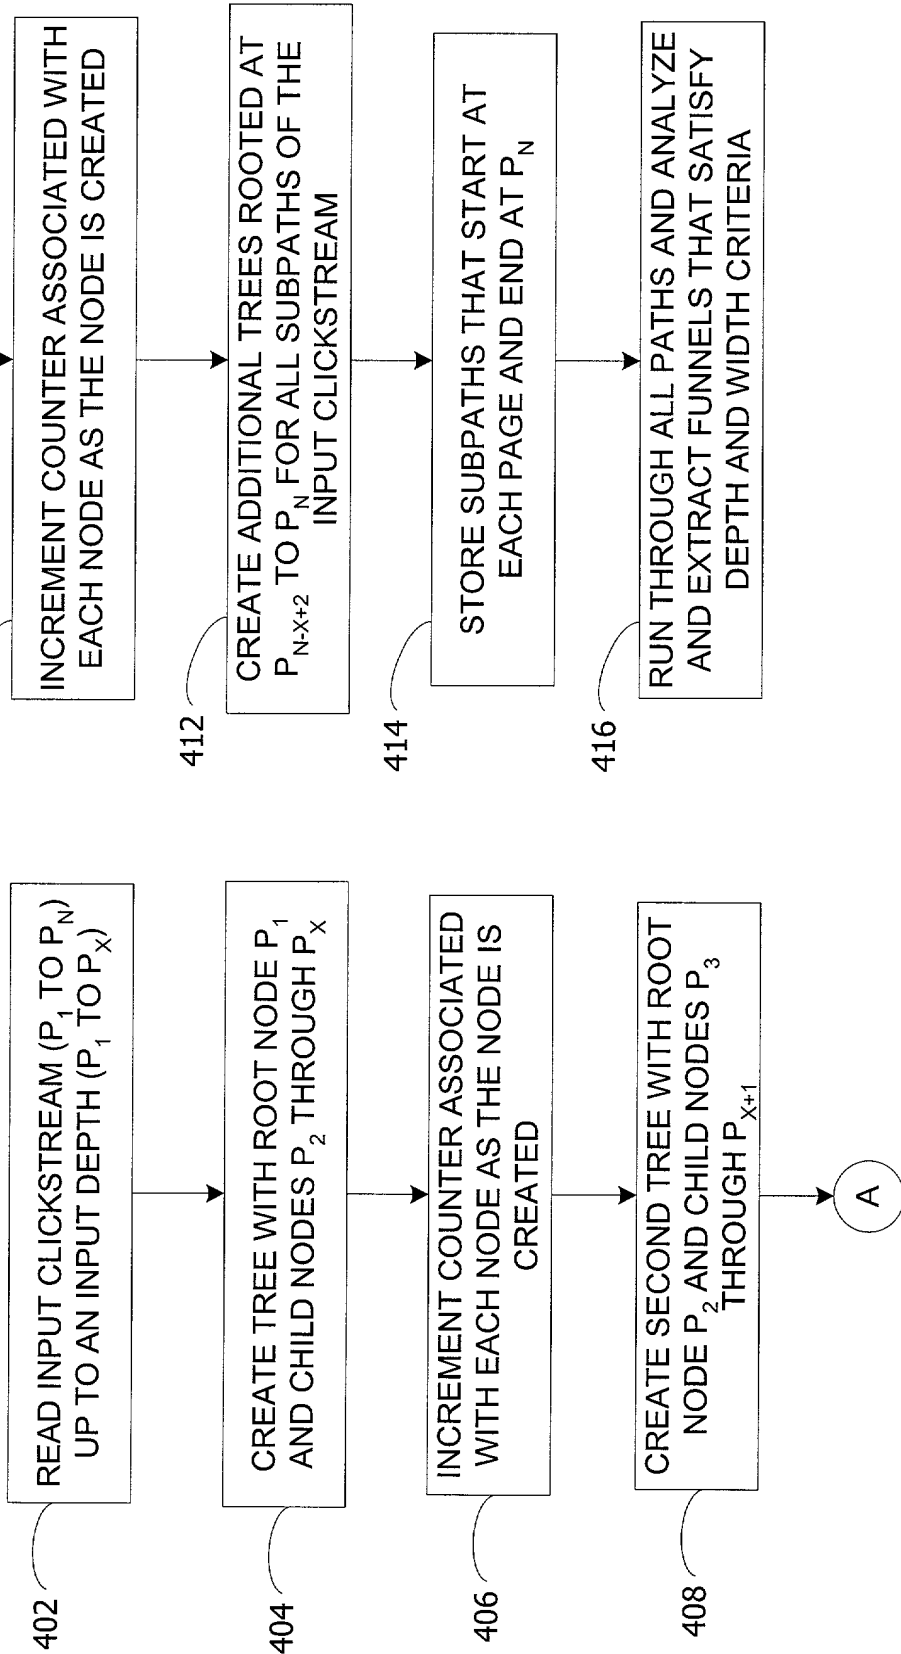 402
READ INPUT CLICKSTREAM (P1 TO PN)
UP TO AN INPUT DEPTH (P1 TO PX)
404
CREATE TREE WITH ROOT NODE P1
AND CHILD NODES P2 THROUGH PX
406
INCREMENT COUNTER ASSOCIATED
WITH EACH NODE AS THE NODE IS
CREATED
408
CREATE SECOND TREE WITH ROOT
NODE P2 AND CHILD NODES P3
THROUGH PX+1
A
INCREMENT COUNTER ASSOCIATED WITH
EACH NODE AS THE NODE IS CREATED
412
CREATE ADDITIONAL TREES ROOTED AT
PN-X+2 TO PN FOR ALL SUBPATHS OF THE
INPUT CLICKSTREAM
414
STORE SUBPATHS THAT START AT
EACH PAGE AND END AT PN
416
RUN THROUGH ALL PATHS AND ANALYZE
AND EXTRACT FUNNELS THAT SATISFY
DEPTH AND WIDTH CRITERIA